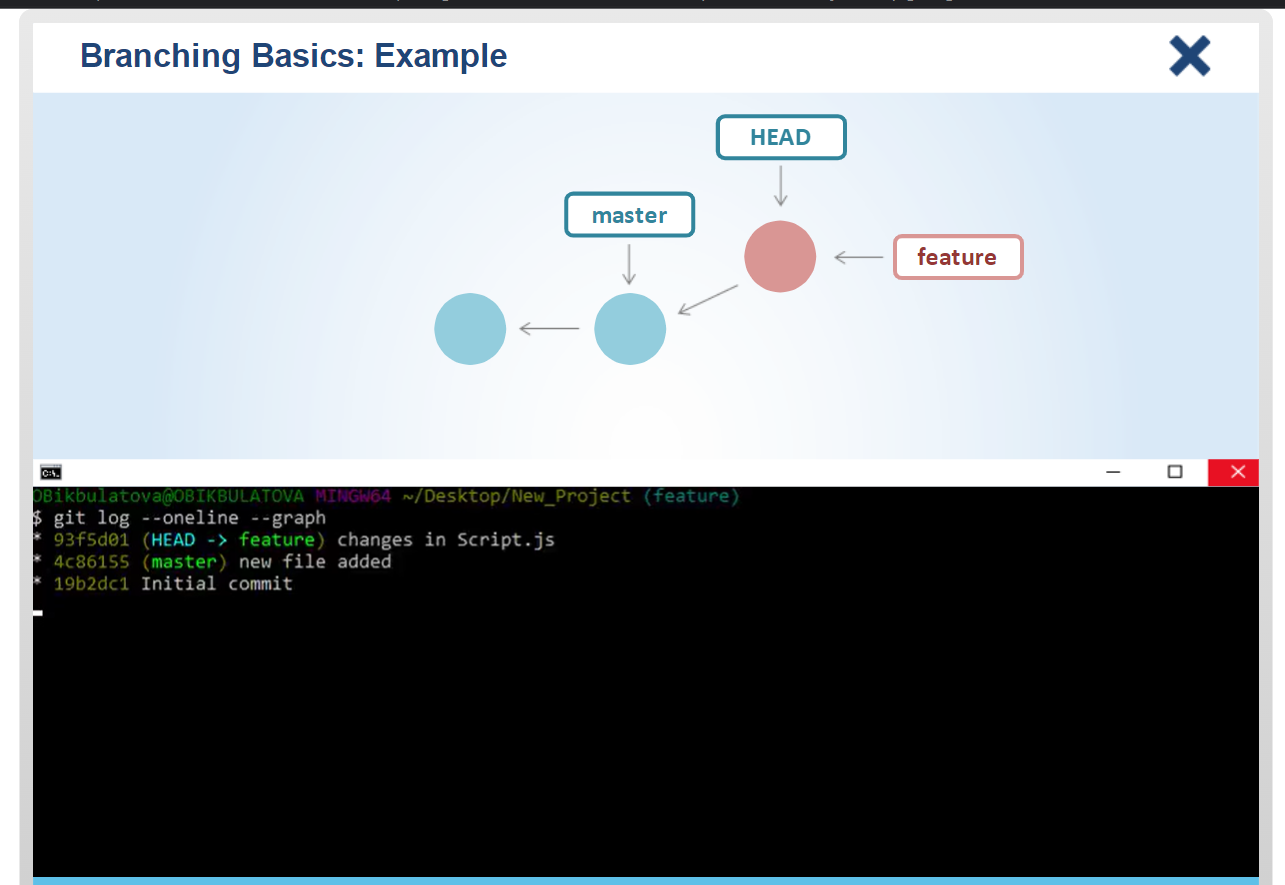 Branching Basics: Example
HEAD
master
feature
OBikbulatova@OBIKBULATOVA MINGW64 ~/Desktop/New_Project (feature)
$ git log --oneline --graph
* 93f5d01 (HEAD -> feature) changes in Script.js
* 4c86155 (master) new file added
* 19b2dc1 Initial commit